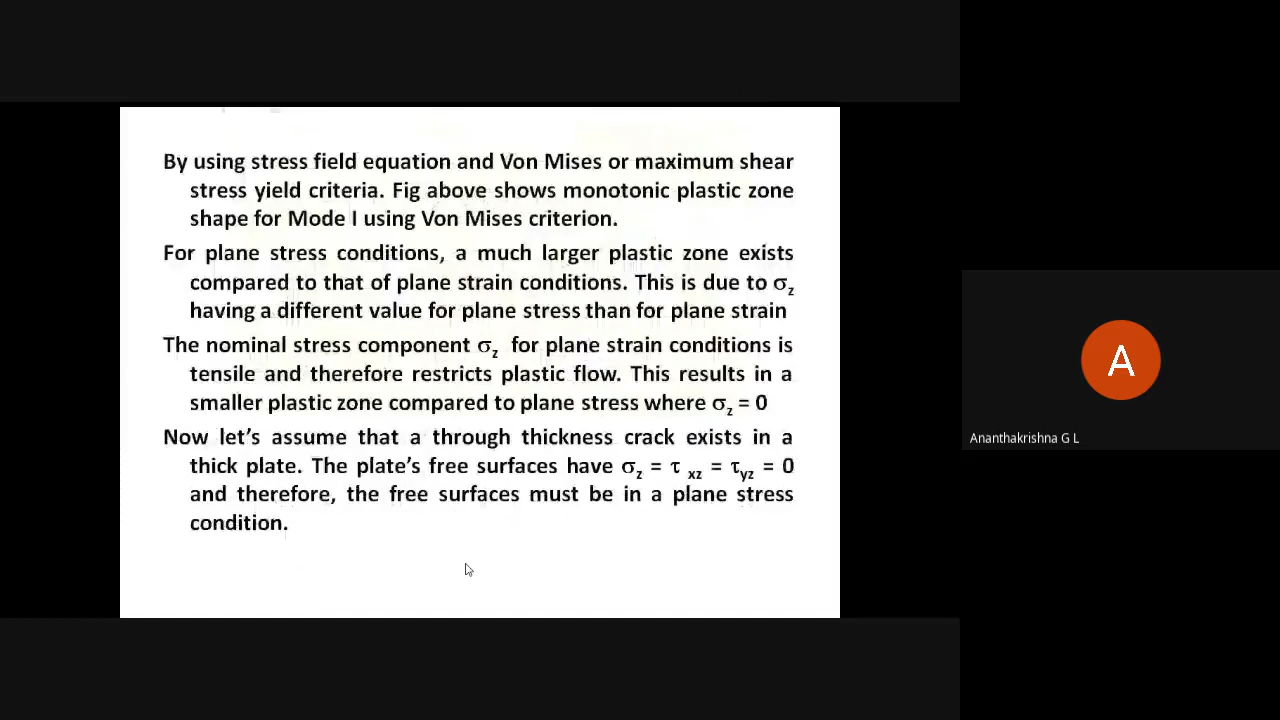 By using stress field equation and Von Mises or maximum shear
stress yield criteria. Fig above shows monotonic plastic zone
shape for Mode I using Von Mises criterion.
For plane stress conditions, a much larger plastic zone exists
compared to that of plane strain conditions. This is due to σz
having a different value for plane stress than for plane strain
The nominal stress component σz for plane strain conditions is
tensile and therefore restricts plastic flow. This results in a
smaller plastic zone compared to plane stress where σz = 0
Now let’s assume that a through thickness crack exists in a
thick plate. The plate’s free surfaces have σz = τ xz = τyz = 0
and therefore, the free surfaces must be in a plane stress
condition.
A
Ananthakrishna G L